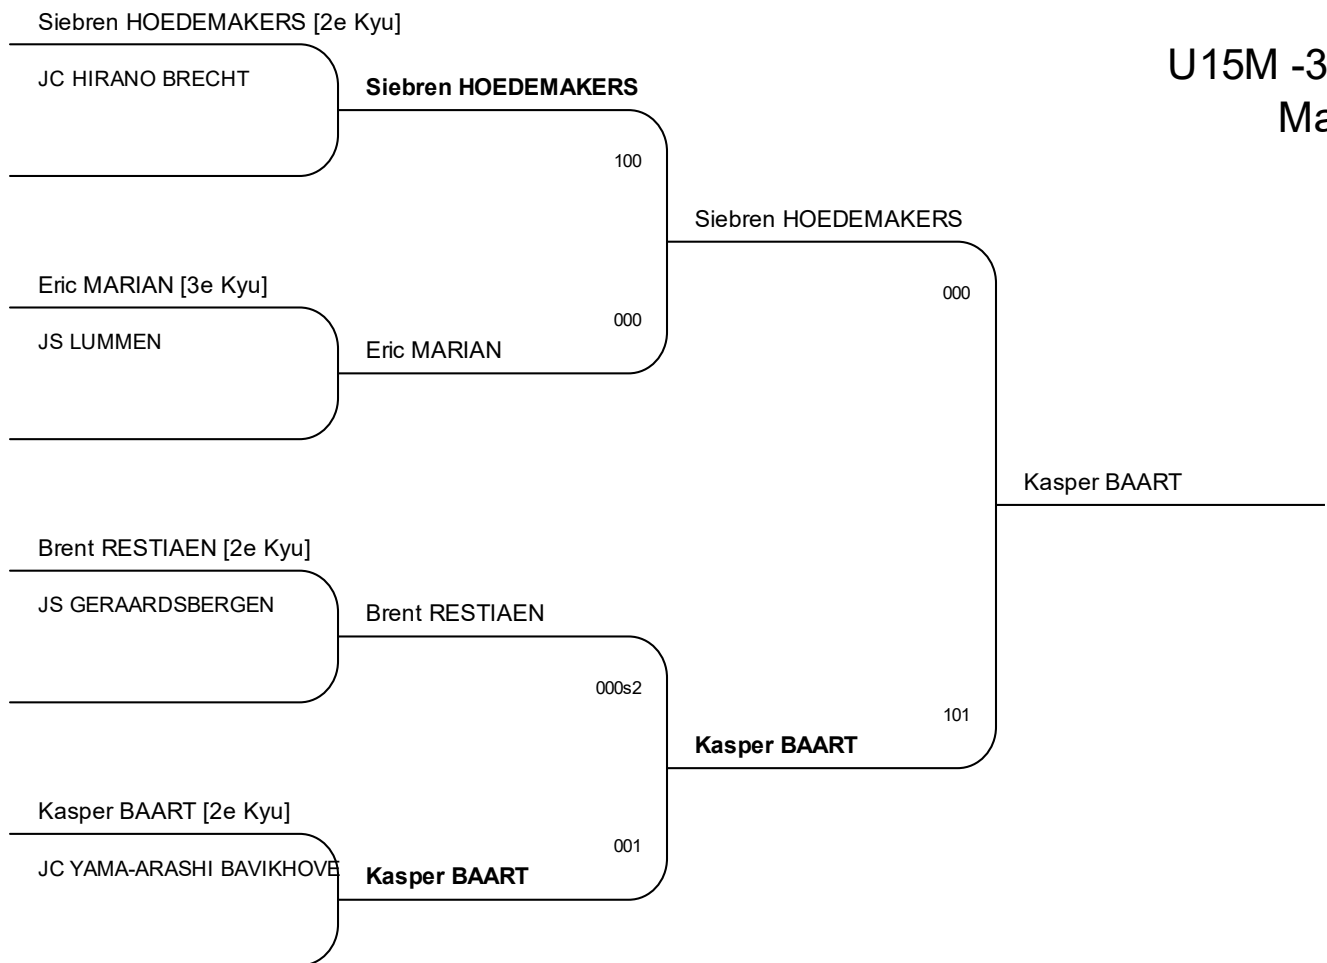 Siebren HOEDEMAKERS [2e Kyu]
JC HIRANO BRECHT
Siebren HOEDEMAKERS
U15M -3
Ma
100
Siebren HOEDEMAKERS
Eric MARIAN [3e Kyu]
000
000
JS LUMMEN
Eric MARIAN
Kasper BAART
Brent RESTIAEN [2e Kyu]
JS GERAARDSBERGEN
Brent RESTIAEN
000s2
101
Kasper BAART
Kasper BAART [2e Kyu]
001
JC YAMA-ARASHI BAVIKHOVE
Kasper BAART